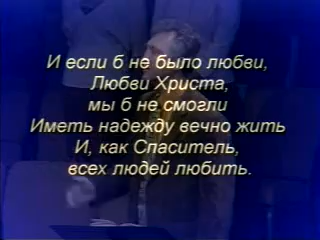 И если б не было любви,
Любви Христа,
мы б не смогли
Иметь надежду вечно жить
И, как Спаситель,
всех людей любить.